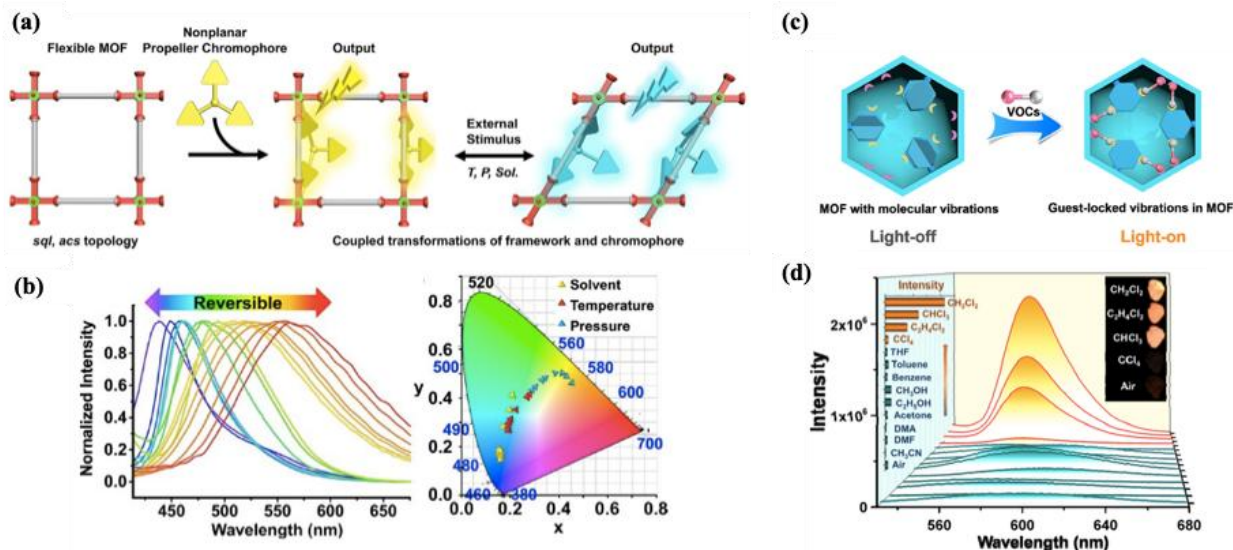 (a)
Flexible MOF
Nonplanar
Propeller Chromophore
Output
Output
External
Stimulus
T, P, Sol.
sql, acs topology
Coupled transformations of framework and chromophore
(c)
VOCs
MOF with molecular vibrations
Guest-locked vibrations in MOF
Light-off
Light-on
(b)
Reversible
Normalized Intensity
1.0
0.8
0.6
0.4
0.2
0.0
450
500
550
600
650
Wavelength (nm)
Solvent
Temperature
Pressure
y
0.8
0.6
0.4
0.2
0.0
520
560
500
580
600
490
700
480
460
380
0.0
0.2
0.4
0.6
0.8
x
(d)
Intensity
CH₂Cl₂
CHCl₃
C₂H₄Cl₂
CCl₄
THF
Toluene
Benzene
CH₃OH
C₂H₅OH
Acetone
DMA
DMF
CH₃CN
Air
CH₂Cl₂
C₂H₄Cl₂
CHCl₃
CCl₄
Air
Intensity
2×10⁶
1×10⁶
0
560
600
640
680
Wavelength (nm)